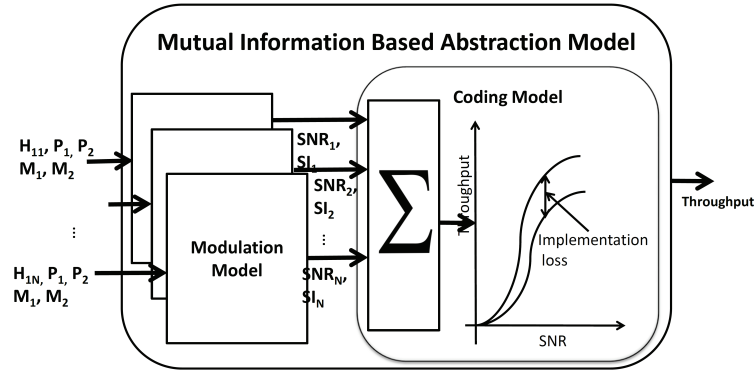 Mutual Information Based Abstraction Model
Coding Model
H11, P1, P2
M1, M2
⋮
H1N, P1, P2
M1, M2
Modulation
Model
SNR1,
SI1
SNR2,
SI2
⋮
SNRN,
SIN
Σ
Throughput
Implementation
loss
SNR
Throughput